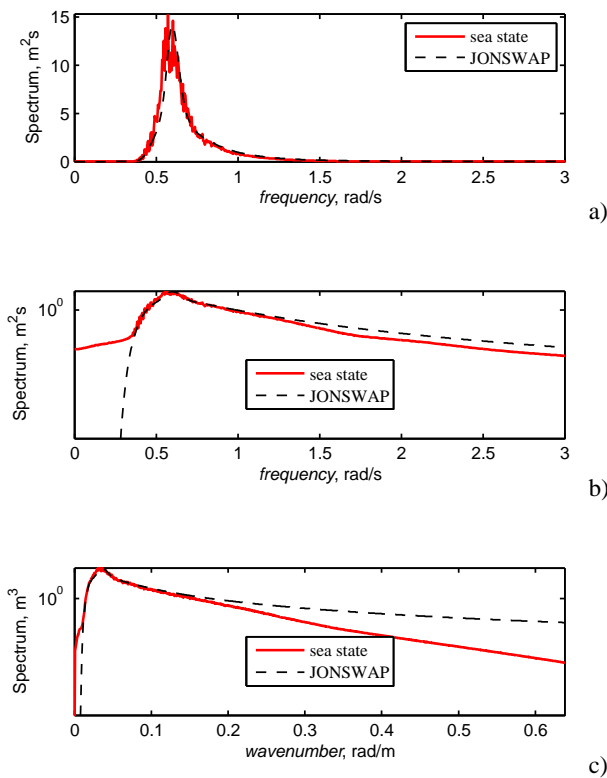 15
10
5
0
Spectrum, m²s
sea state
JONSWAP
0 0.5 1 1.5 2 2.5 3
frequency, rad/s
a)
10⁰
Spectrum, m²s
sea state
JONSWAP
0 0.5 1 1.5 2 2.5 3
frequency, rad/s
b)
10⁰
Spectrum, m³
sea state
JONSWAP
0 0.1 0.2 0.3 0.4 0.5 0.6
wavenumber, rad/m
c)